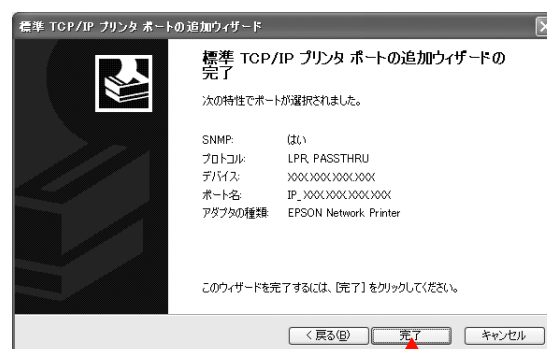 標準 TCP/IP プリンタ ポートの追加ウィザード
標準 TCP/IP プリンタ ポートの追加ウィザードの
完了
次の特性でポートが選択されました。
SNMP: はい
プロトコル: LPR, PASSTHRU
デバイス: XXX.XXX.XXX.XXX
ポート名: IP_XXX.XXX.XXX.XXX
アダプタの種類: EPSON Network Printer
このウィザードを完了するには、[完了] をクリックしてください。
< 戻る(B) 完了 キャンセル